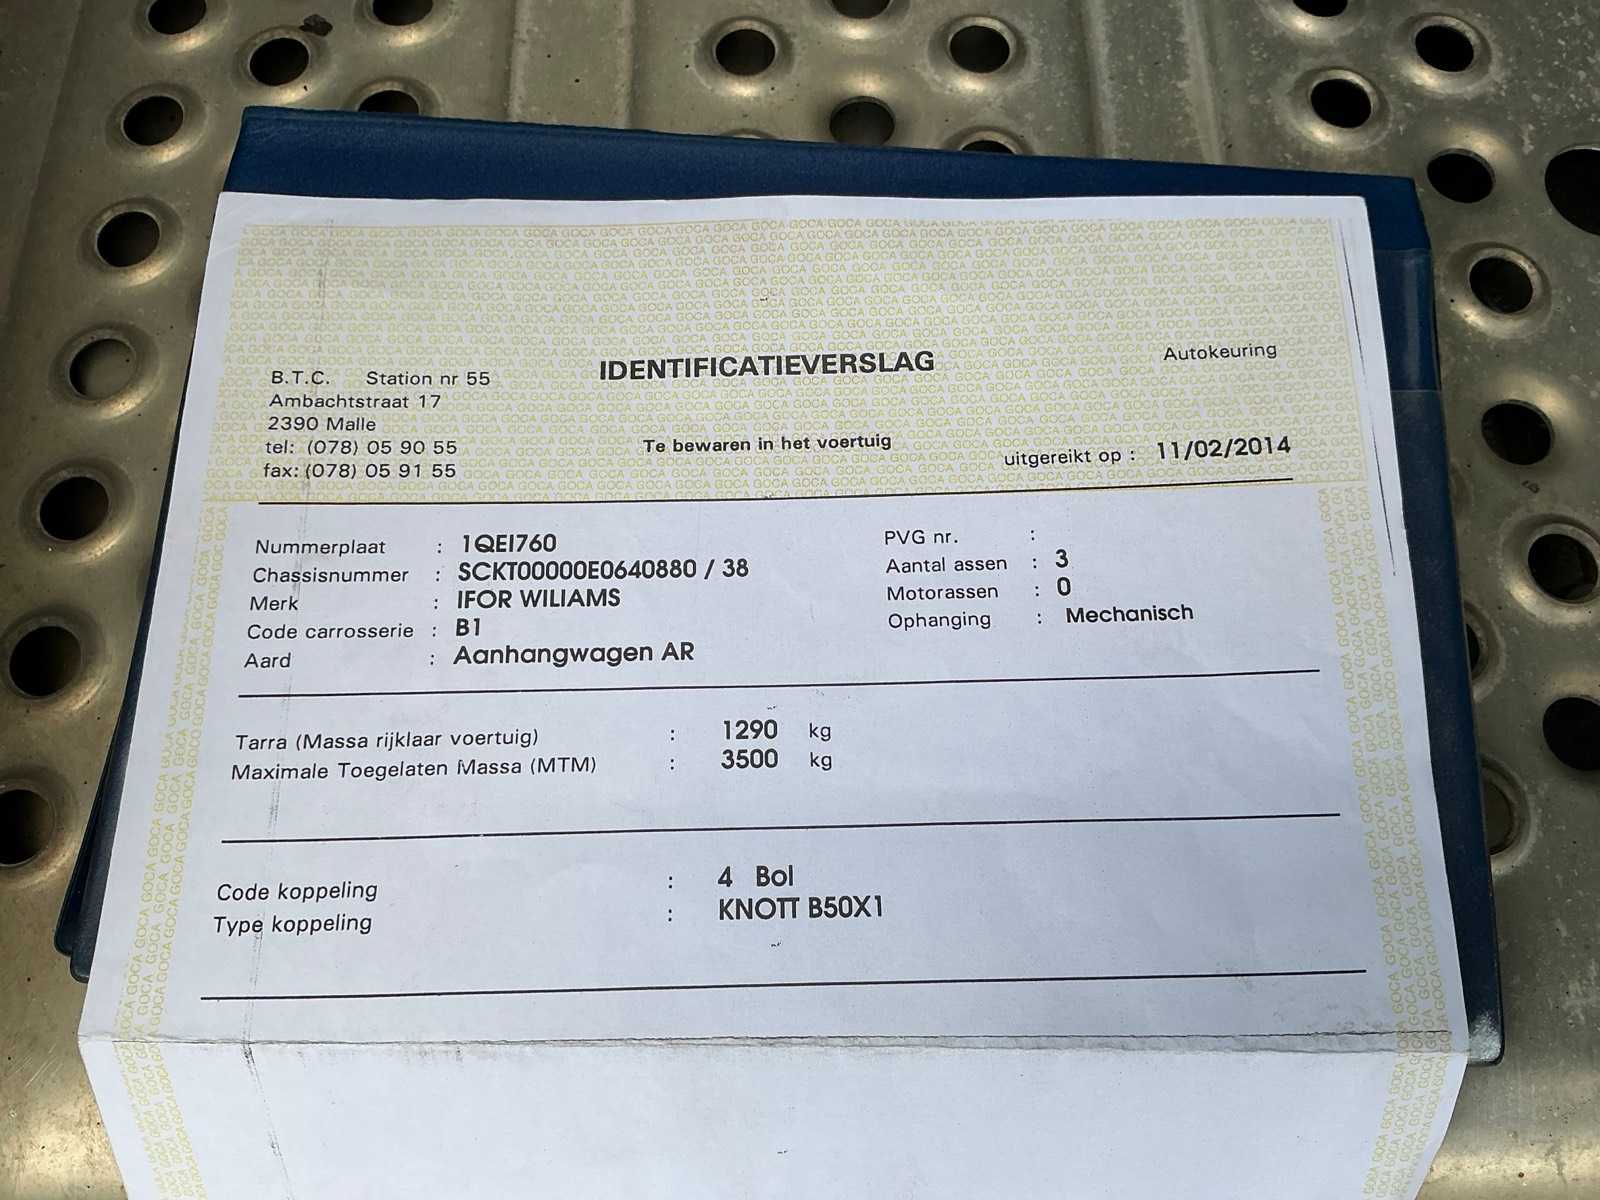 IDENTIFICATIEVERSLAG
Autokeuring
B.T.C. Station nr 55
Ambachtstraat 17
2390 Malle
tel: (078) 05 90 55
fax: (078) 05 91 55
Te bewaren in het voertuig
uitgereikt op : 11/02/2014
Nummerplaat : 1QEI760
Chassisnummer : SCKT00000E0640880 / 38
Merk : IFOR WILIAMS
Code carrosserie : B1
Aard : Aanhangwagen AR
PVG nr. :
Aantal assen : 3
Motorassen : 0
Ophanging : Mechanisch
Tarra (Massa rijklaar voertuig) : 1290 kg
Maximale Toegelaten Massa (MTM) : 3500 kg
Code koppeling : 4 Bol
Type koppeling : KNOTT B50X1